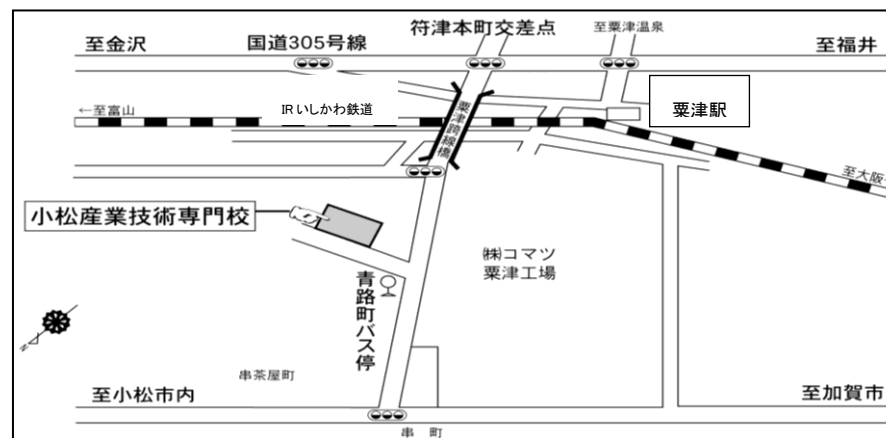 符津本町交差点
至金沢
国道305号線
至粟津温泉
至福井
←至富山
IRいしかわ鉄道
粟津駅
粟津跨線橋
至大阪
小松産業技術専門校
㈱コマツ
粟津工場
青路町バス停
N
串茶屋町
至小松市内
至加賀市
串 町